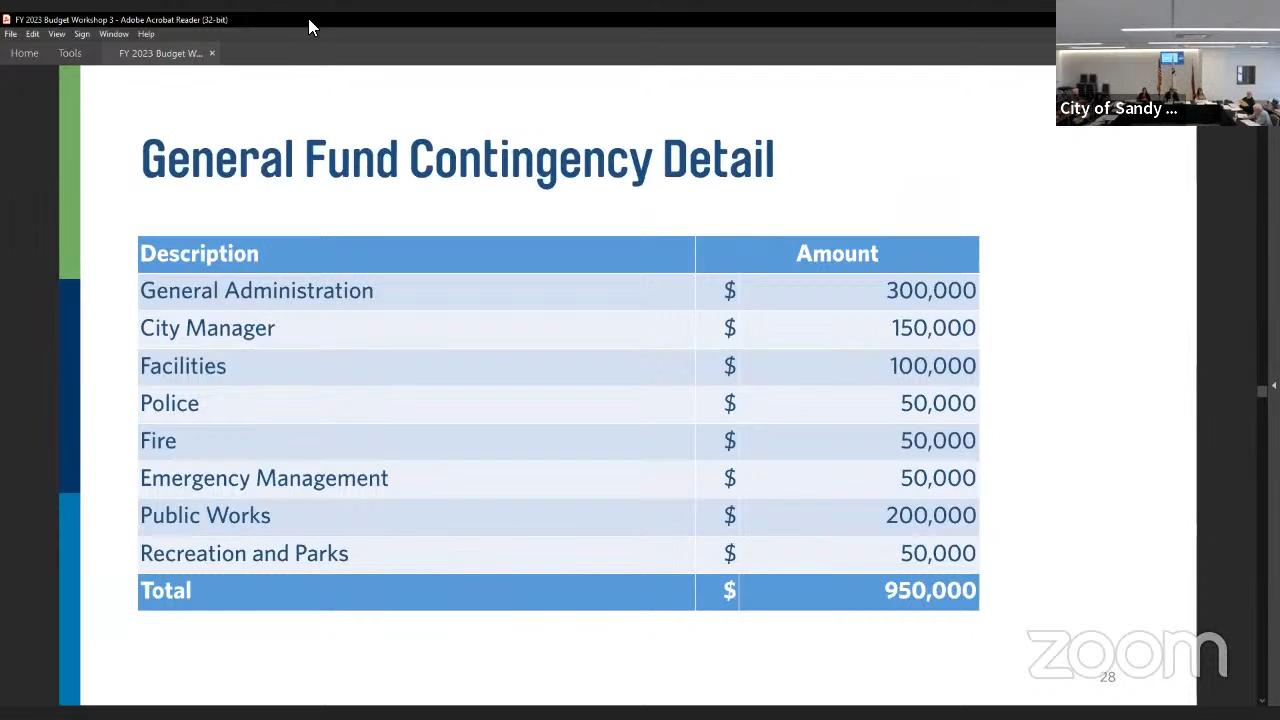 FY 2023 Budget Workshop 3 - Adobe Acrobat Reader (32-bit)
File Edit View Sign Window Help
Home Tools FY 2023 Budget W... ×
City of Sandy ...
General Fund Contingency Detail
Description Amount
General Administration $ 300,000
City Manager $ 150,000
Facilities $ 100,000
Police $ 50,000
Fire $ 50,000
Emergency Management $ 50,000
Public Works $ 200,000
Recreation and Parks $ 50,000
Total $ 950,000
zoom
28